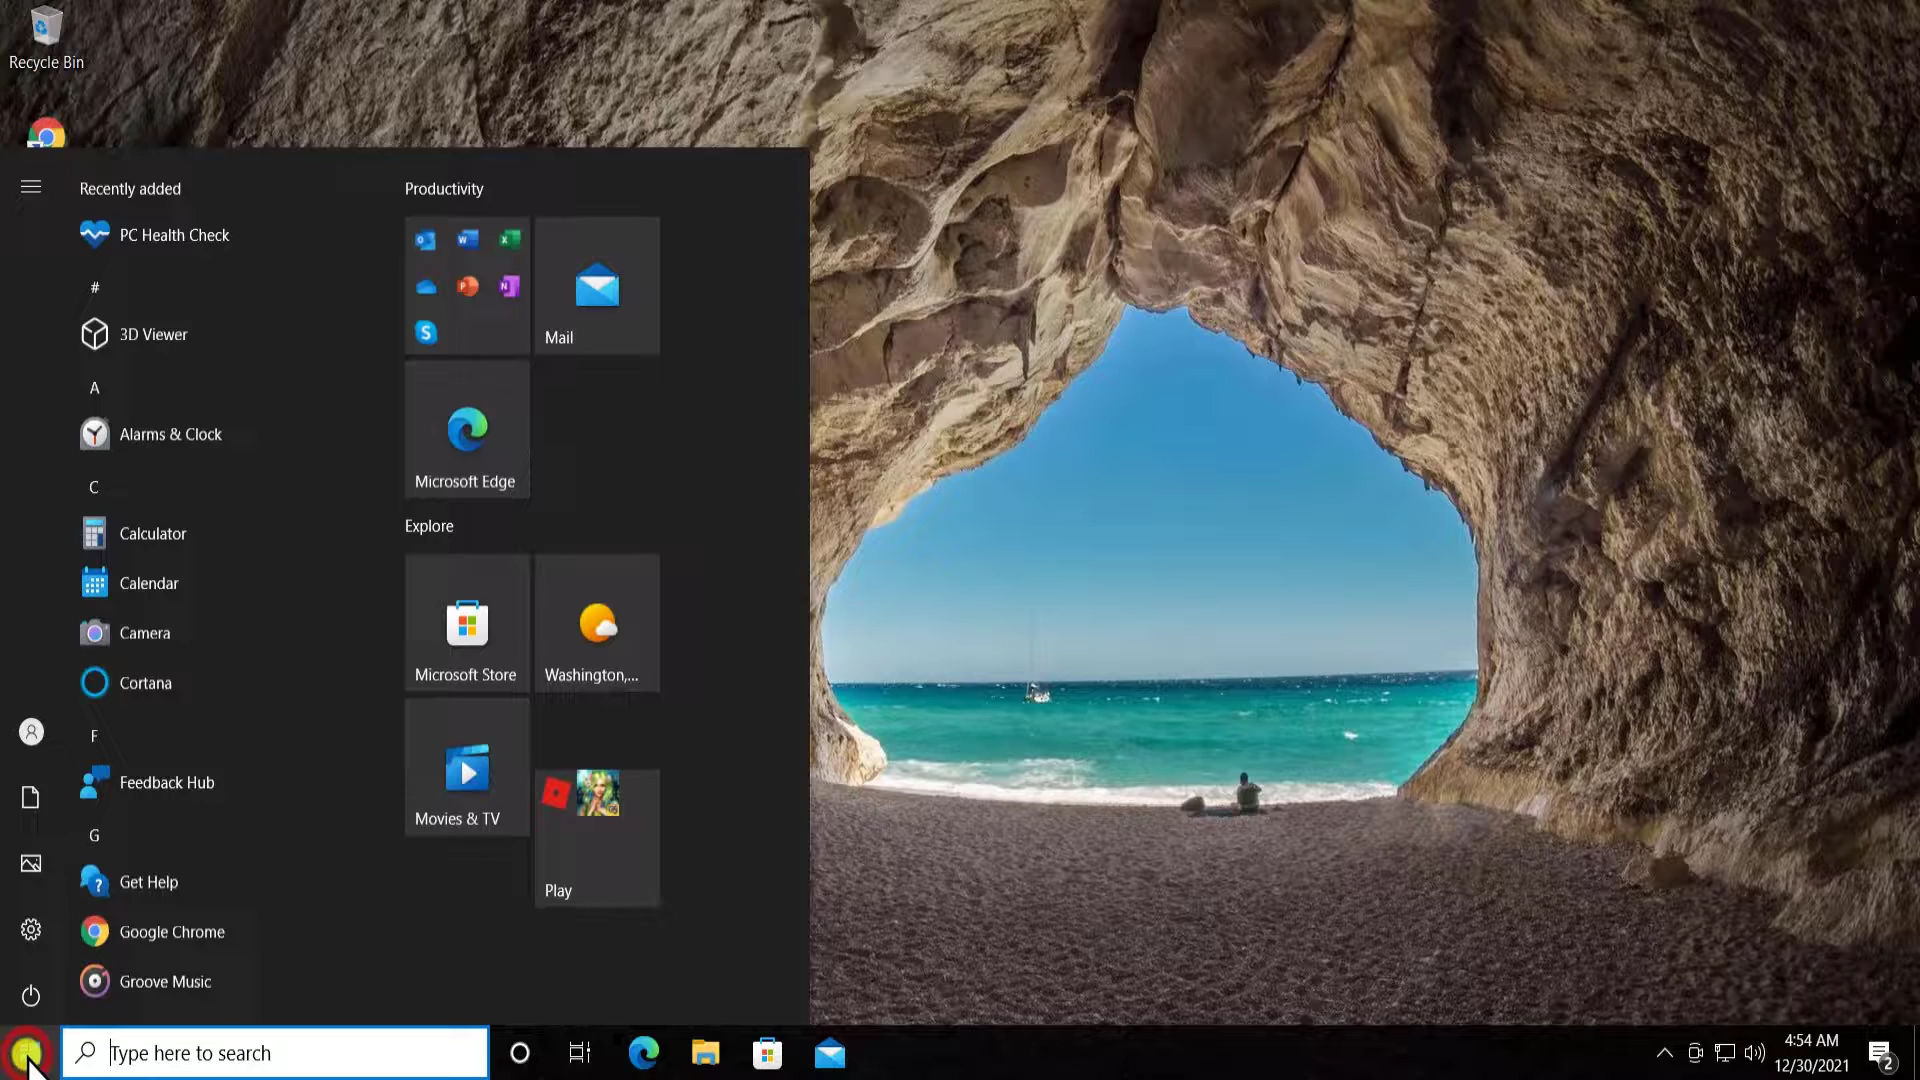 Recycle Bin
Recently added
PC Health Check
#
3D Viewer
A
Alarms & Clock
C
Calculator
Calendar
Camera
Cortana
F
Feedback Hub
G
Get Help
Google Chrome
Groove Music
Productivity
Mail
Microsoft Edge
Explore
Microsoft Store
Washington,...
Movies & TV
Play
Type here to search
4:54 AM
12/30/2021
2